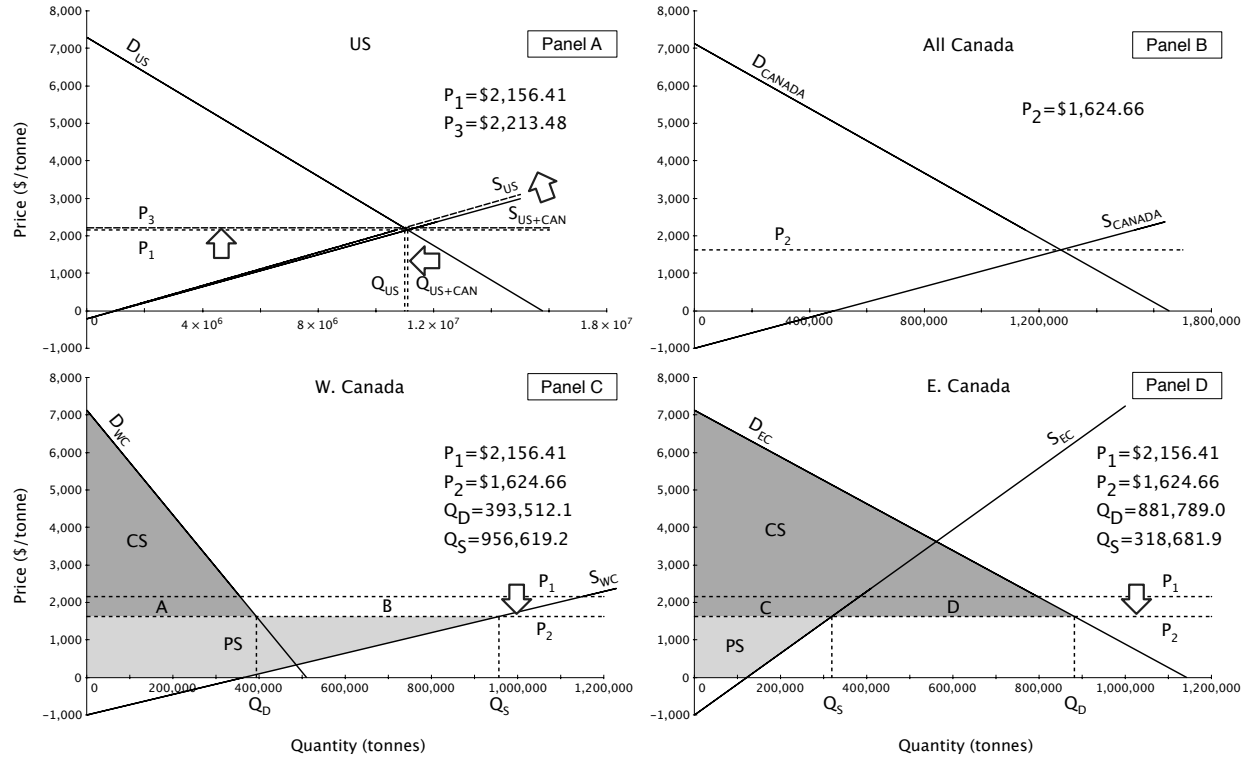 8,000
7,000
6,000
5,000
4,000
3,000
2,000
1,000
0
−1,000
Price ($/tonne)
US
Panel A
D_US
P_1=$2,156.41
P_3=$2,213.48
S_US
S_US+CAN
P_3
P_1
Q_US
Q_US+CAN
0
4 × 10^6
8 × 10^6
1.2 × 10^7
1.8 × 10^7
8,000
7,000
6,000
5,000
4,000
3,000
2,000
1,000
0
−1,000
All Canada
Panel B
D_CANADA
P_2=$1,624.66
S_CANADA
P_2
0
400,000
800,000
1,200,000
1,800,000
8,000
7,000
6,000
5,000
4,000
3,000
2,000
1,000
0
−1,000
Price ($/tonne)
W. Canada
Panel C
D_WC
P_1=$2,156.41
P_2=$1,624.66
Q_D=393,512.1
Q_S=956,619.2
CS
A
B
P_1
S_WC
PS
P_2
0
200,000
400,000
600,000
800,000
1,000,000
1,200,000
Q_D
Q_S
Quantity (tonnes)
8,000
7,000
6,000
5,000
4,000
3,000
2,000
1,000
0
−1,000
E. Canada
Panel D
D_EC
S_EC
P_1=$2,156.41
P_2=$1,624.66
Q_D=881,789.0
Q_S=318,681.9
CS
C
D
P_1
PS
P_2
0
200,000
400,000
600,000
800,000
1,000,000
1,200,000
Q_S
Q_D
Quantity (tonnes)